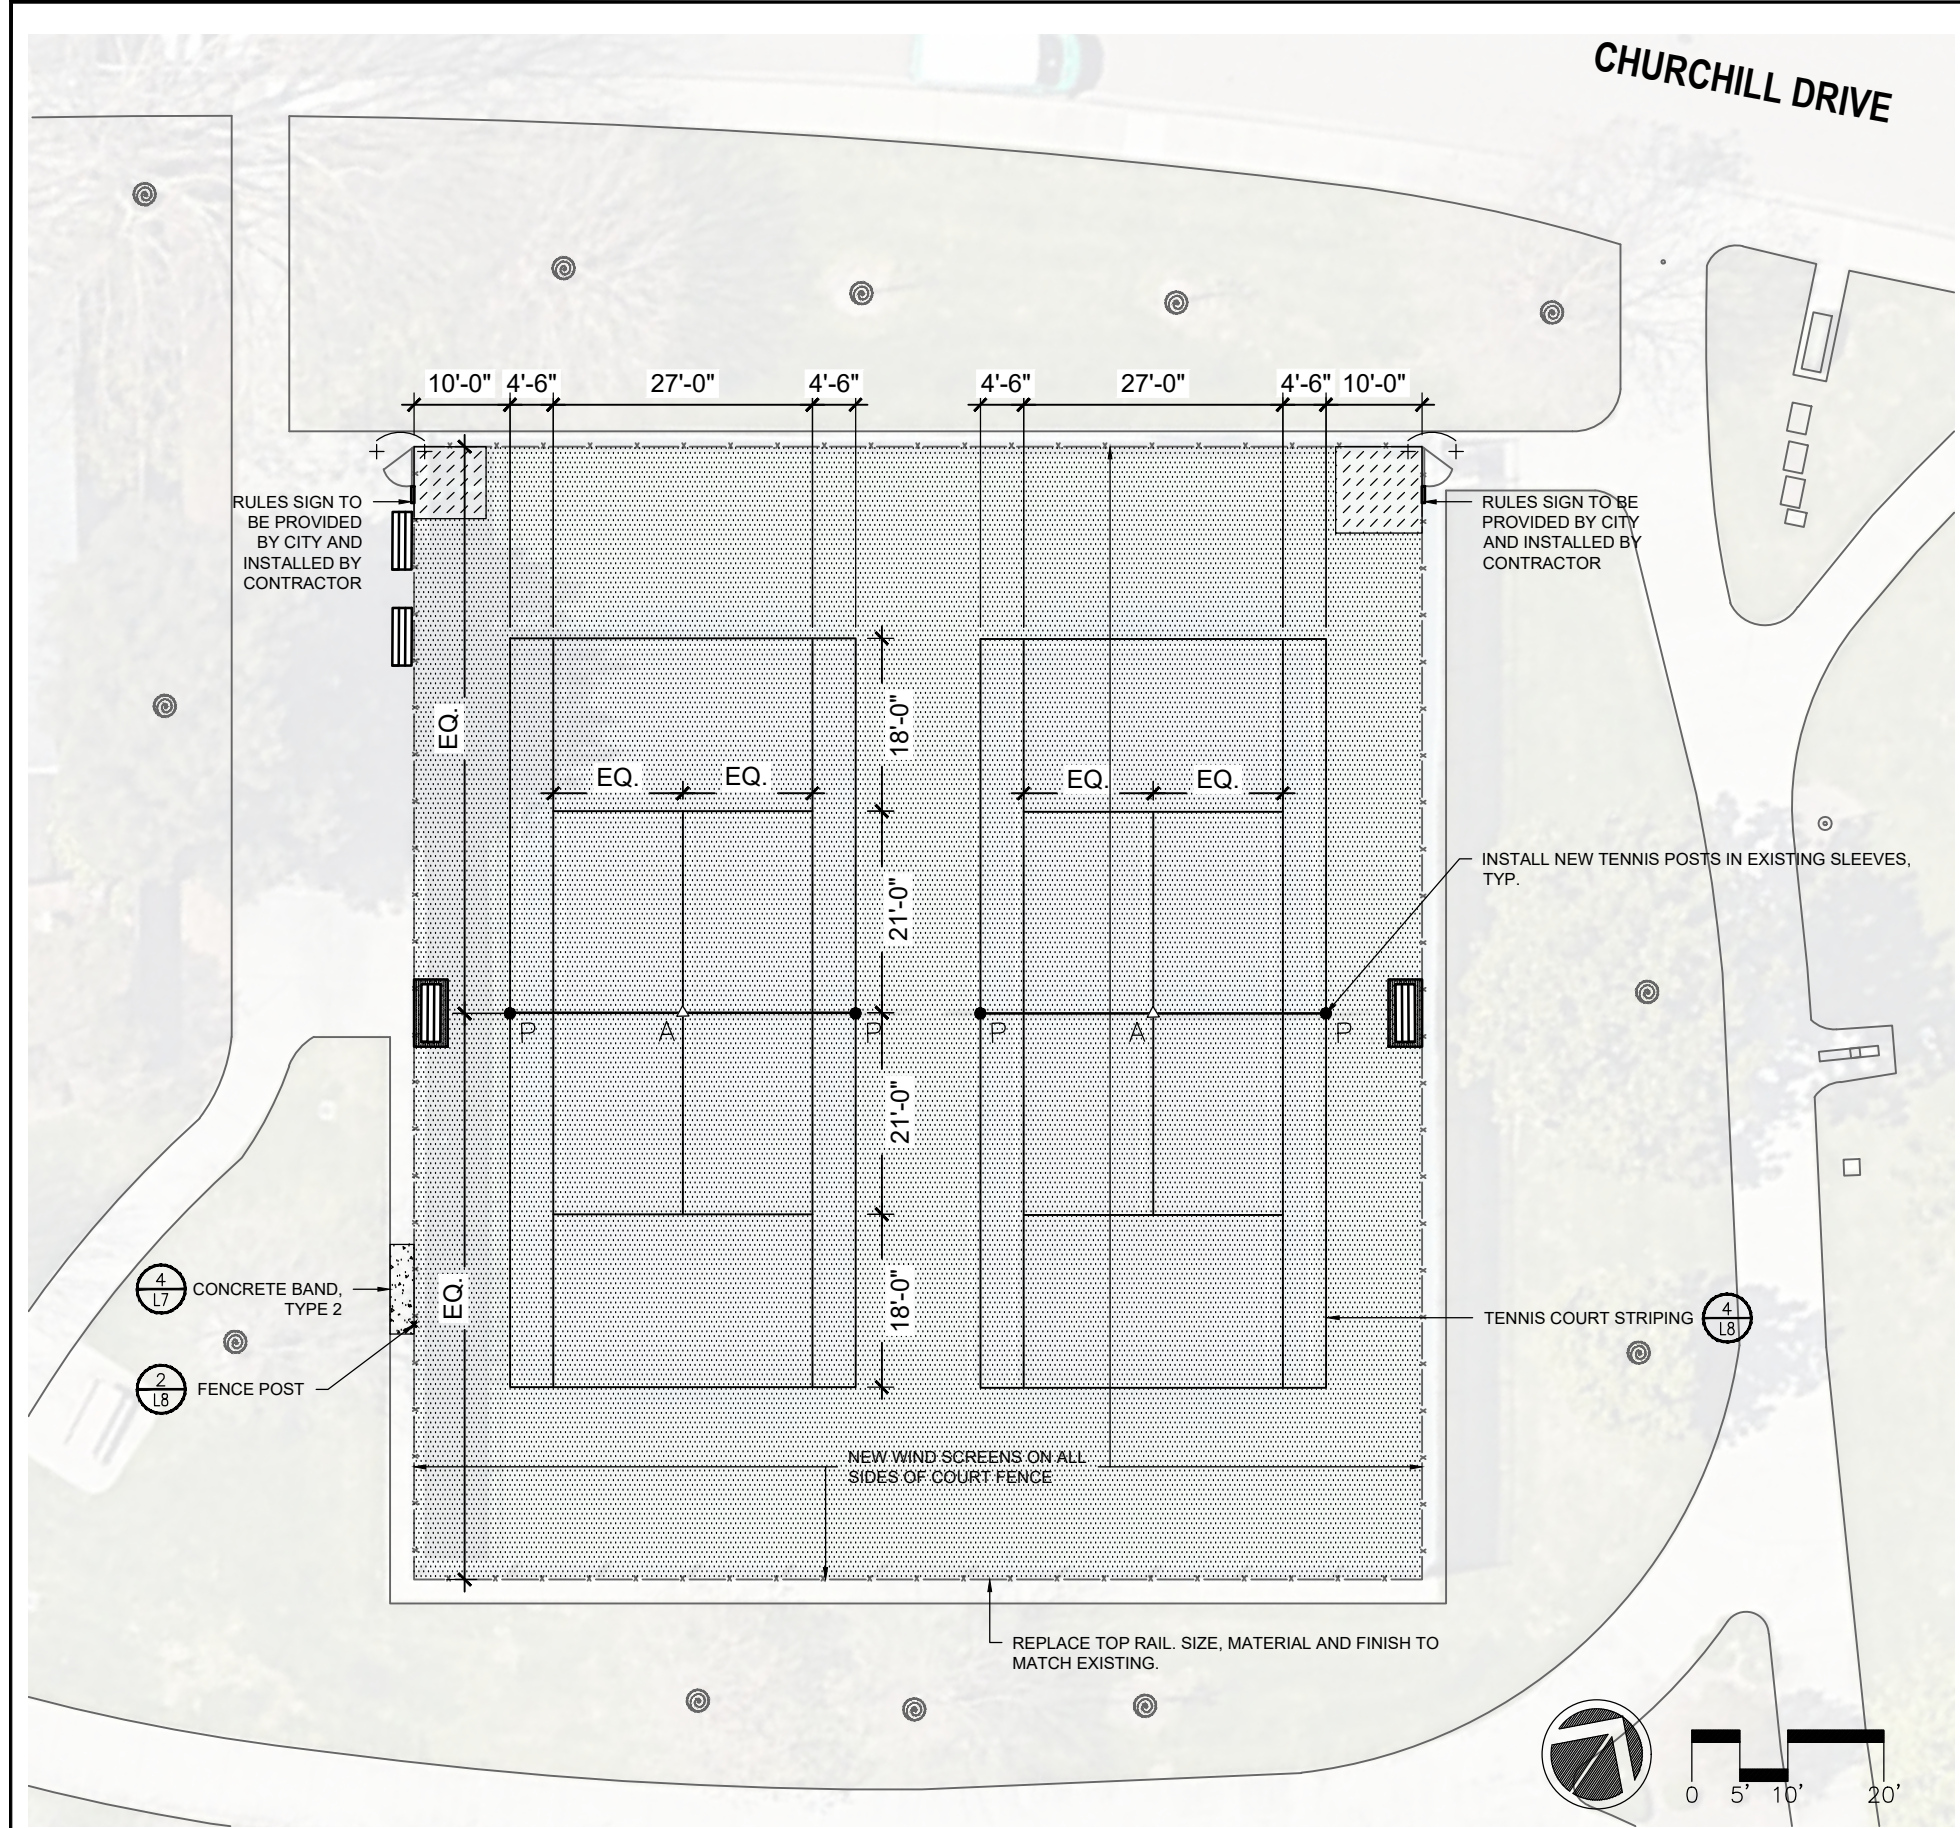 CHURCHILL DRIVE
10'-0" 4'-6" 27'-0" 4'-6" 4'-6" 27'-0" 4'-6" 10'-0"
RULES SIGN TO
BE PROVIDED
BY CITY AND
INSTALLED BY
CONTRACTOR
RULES SIGN TO BE
PROVIDED BY CITY
AND INSTALLED BY
CONTRACTOR
EQ.
18'-0"
EQ. EQ. EQ. EQ.
INSTALL NEW TENNIS POSTS IN EXISTING SLEEVES,
TYP.
21'-0"
P A P P A P
21'-0"
4
L7
CONCRETE BAND,
TYPE 2
EQ.
18'-0"
TENNIS COURT STRIPING
4
L8
2
L8
FENCE POST
NEW WIND SCREENS ON ALL
SIDES OF COURT FENCE
REPLACE TOP RAIL. SIZE, MATERIAL AND FINISH TO
MATCH EXISTING.
0 5' 10' 20'